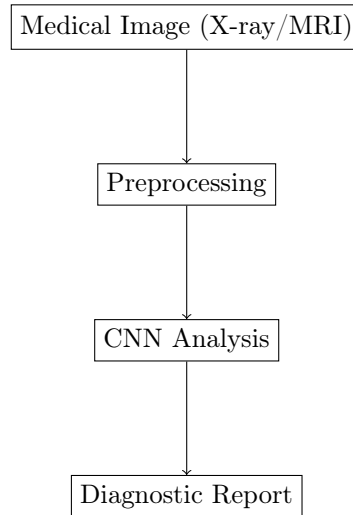 Medical Image (X-ray/MRI)
Preprocessing
CNN Analysis
Diagnostic Report